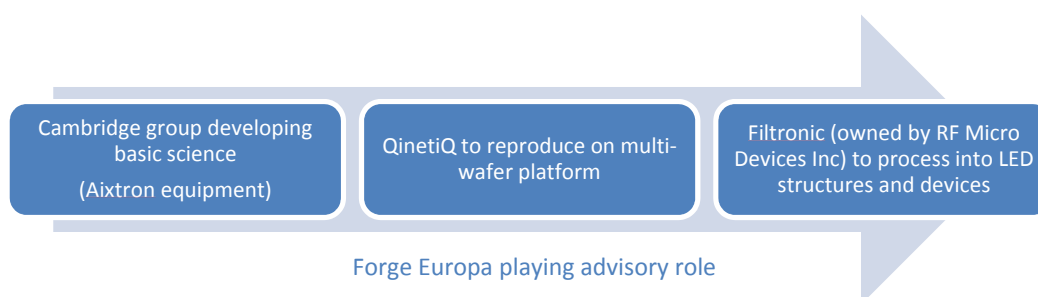 Cambridge group developing
basic science
(Aixtron equipment)
QinetiQ to reproduce on multi-
wafer platform
Filtronic (owned by RF Micro
Devices Inc) to process into LED
structures and devices
Forge Europa playing advisory role